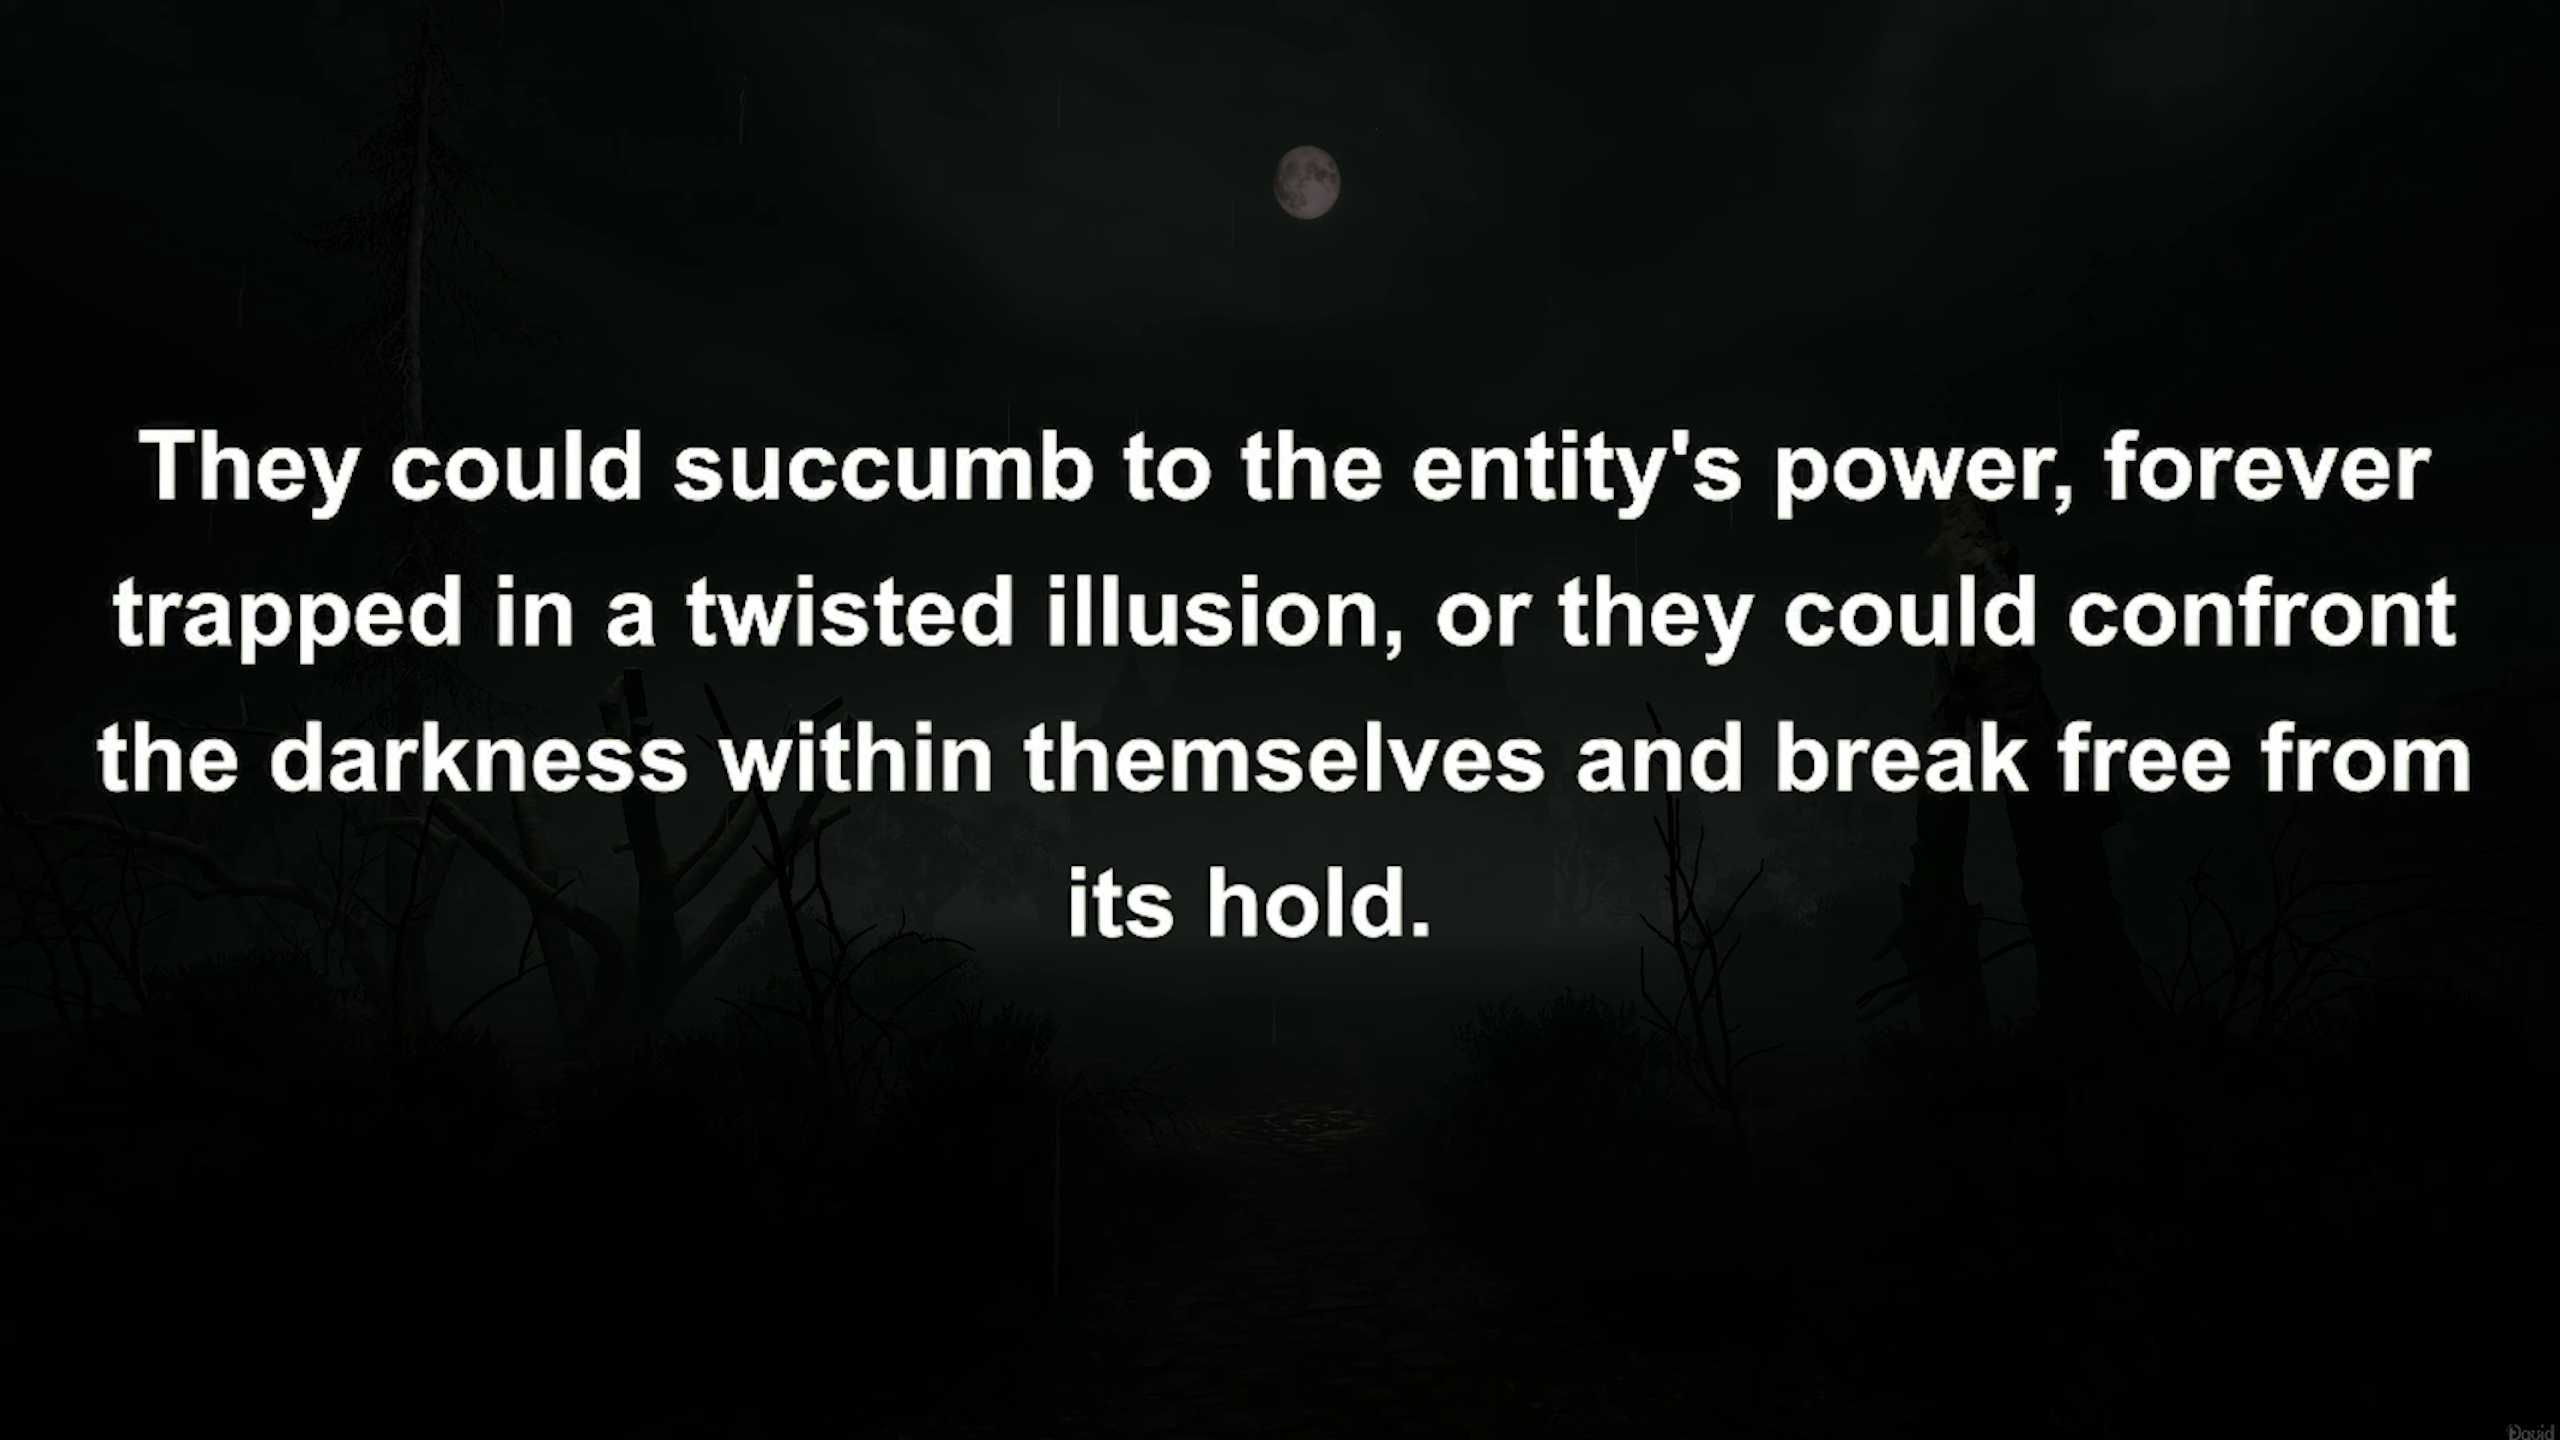 They could succumb to the entity's power, forever
trapped in a twisted illusion, or they could confront
the darkness within themselves and break free from
its hold.
David